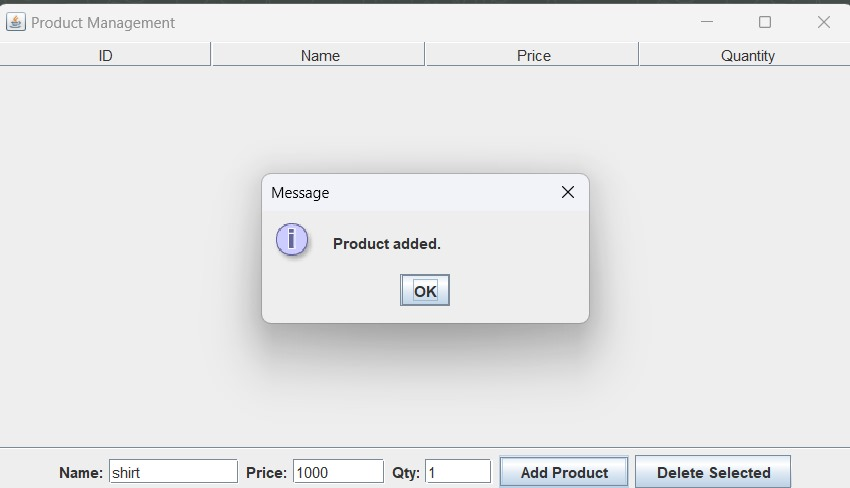 Product Management
ID Name Price Quantity
Message
i
Product added.
OK
Name: shirt Price: 1000 Qty: 1 Add Product Delete Selected